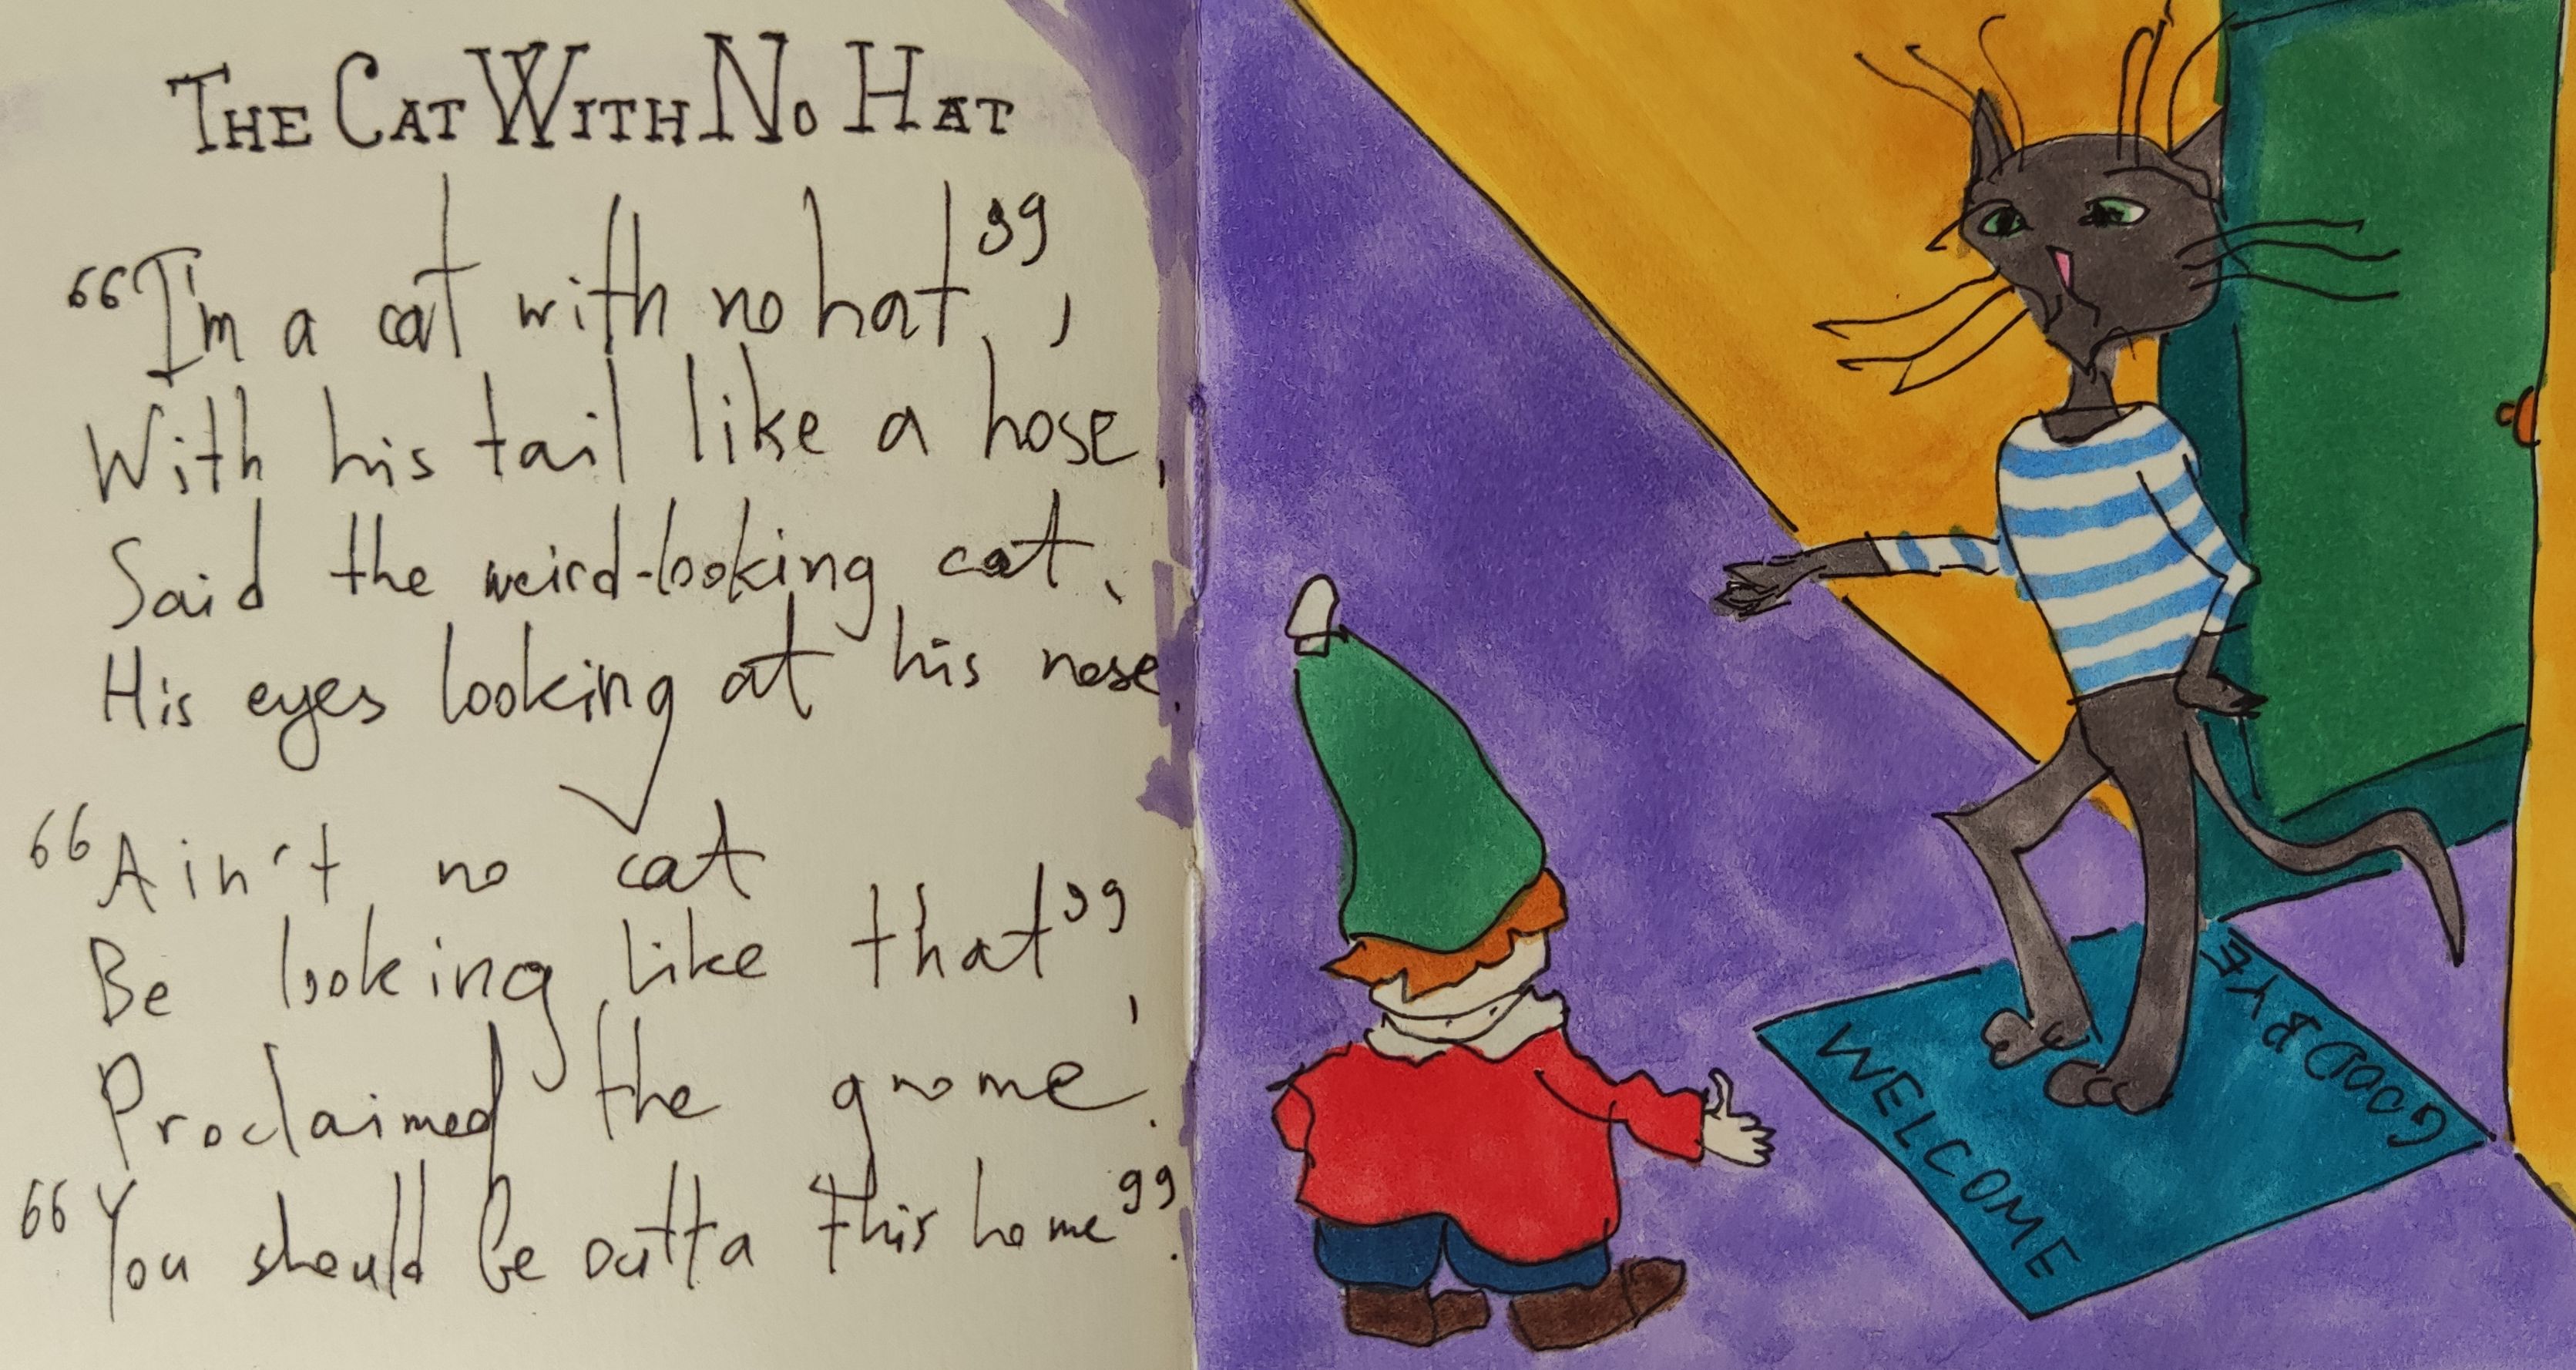 THE CAT WITH NO HAT
“I'm a cat with no hat”,
With his tail like a hose,
Said the weird-looking cat,
His eyes looking at his nose.
“Ain't no cat
Be looking like that”,
Proclaimed the gnome.
“You should be outta this home”.
WELCOME
GOODBYE